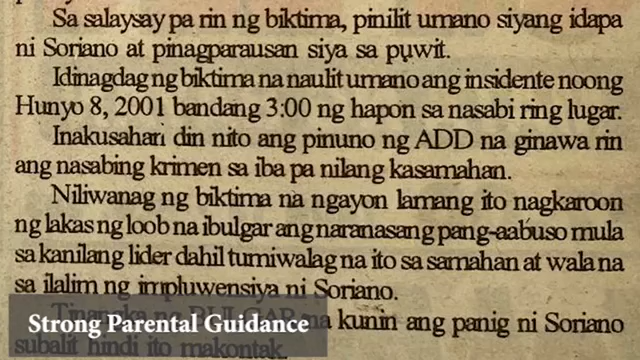 Sa salaysay pa rin ng biktima, pinilit umano siyang idapa
ni Soriano at pinagparausan siya sa puwit.
Idinagdag ng biktima na naulit umano ang insidente noong
Hunyo 8, 2001 bandang 3:00 ng hapon sa nasabi ring lugar.
Inakusahan din nito ang pinuno ng ADD na ginawa rin
ang nasabing krimen sa iba pa nilang kasamahan.
Niliwanag ng biktima na ngayon lamang ito nagkaroon
ng lakas ng loob na ibulgar ang naranasang pang-aabuso mula
sa kanilang lider dahil tumiwalag na ito sa samahan at wala na
sa ilalim ng impluwensiya ni Soriano.
na kunin ang panig ni Soriano
subalit hindi ito makontak.
Strong Parental Guidance